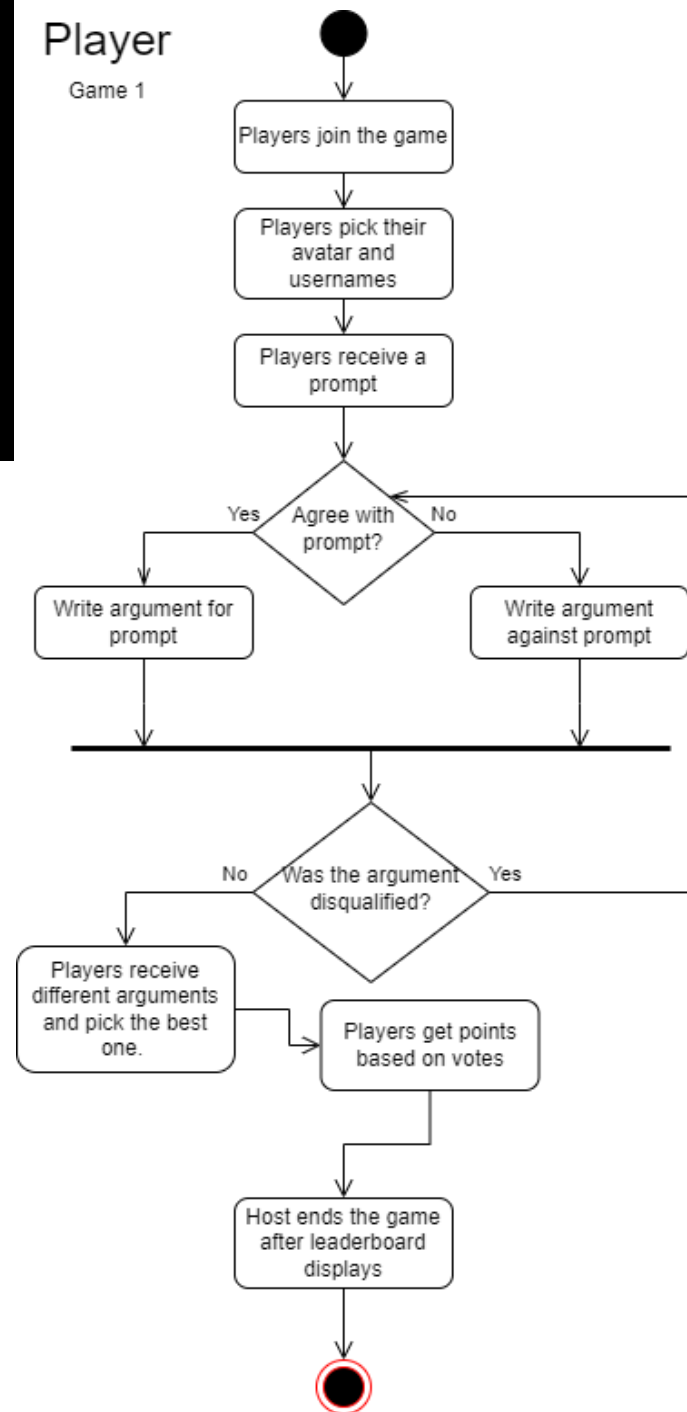 Player
Game 1
Players join the game
Players pick their
avatar and
usernames
Players receive a
prompt
Agree with
prompt?
Yes
No
Write argument for
prompt
Write argument
against prompt
Was the argument
disqualified?
No
Yes
Players receive
different arguments
and pick the best
one.
Players get points
based on votes
Host ends the game
after leaderboard
displays